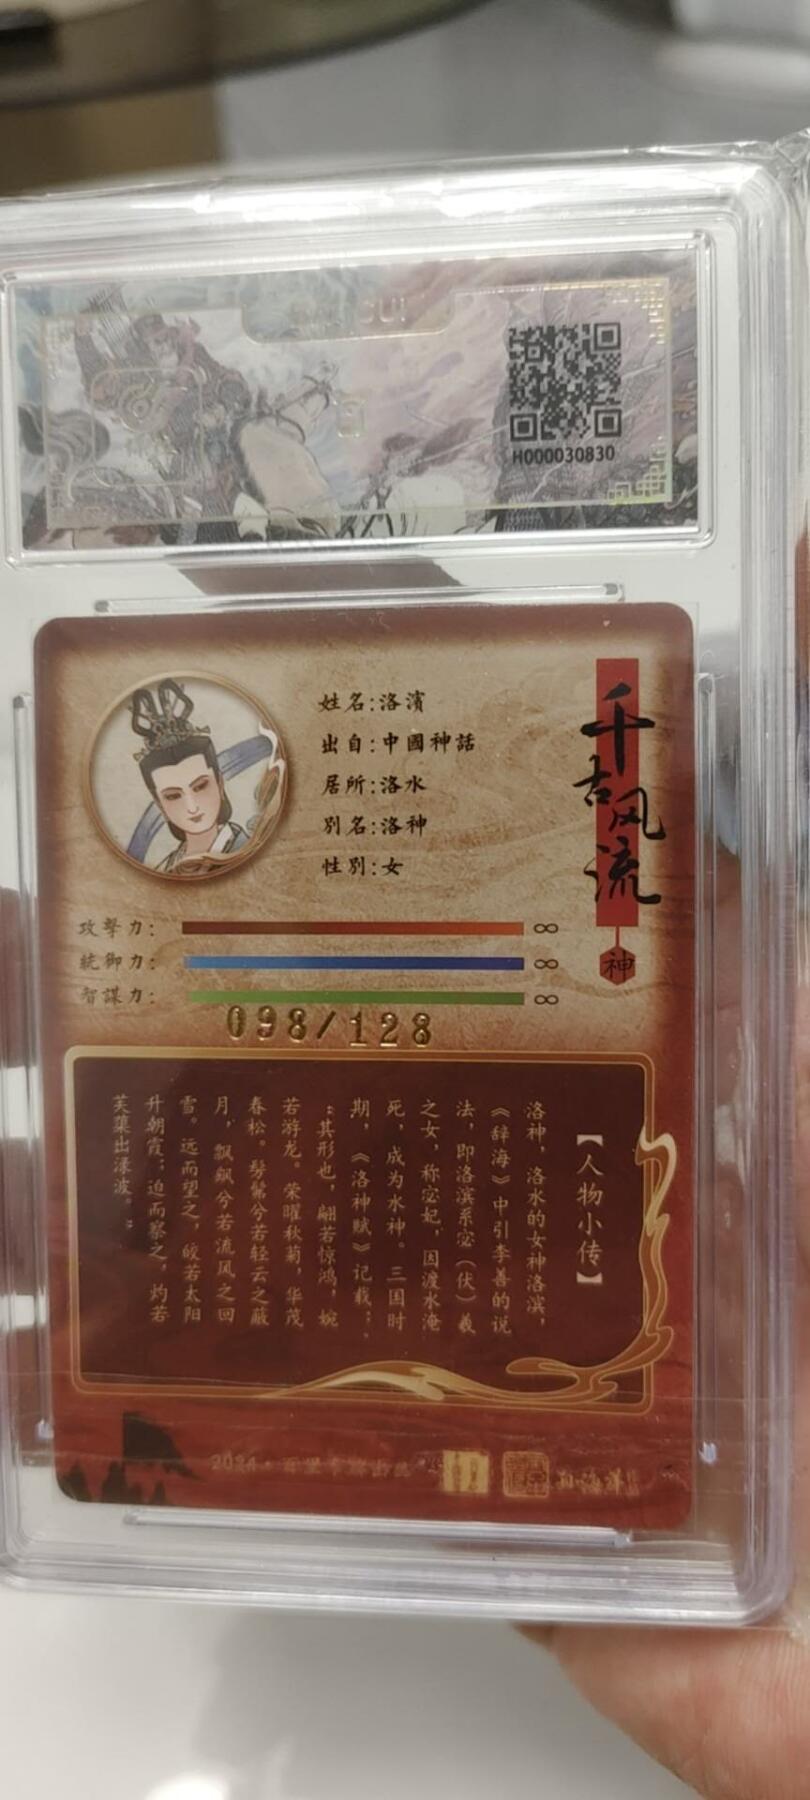 H000030830
姓名:洛濱
出自:中國神話
居所:洛水
別名:洛神
性別:女
千古风流
神
攻擊力: ∞
統御力: ∞
智謀力: ∞
098/128
【人物小传】
洛神，洛水的女神洛滨，
《辞海》中引李善的说
法，即洛滨系宓（伏）羲
之女，称宓妃，因渡水淹
死，成为水神。三国时
期，《洛神赋》记载：，
“其形也，翩若惊鸿，婉
若游龙。荣曜秋菊，华茂
春松。髣髴兮若轻云之蔽
月，飘飖兮若流风之回
雪。远而望之，皎若太阳
升朝霞；迫而察之，灼若
芙蕖出渌波。”
2024·百里